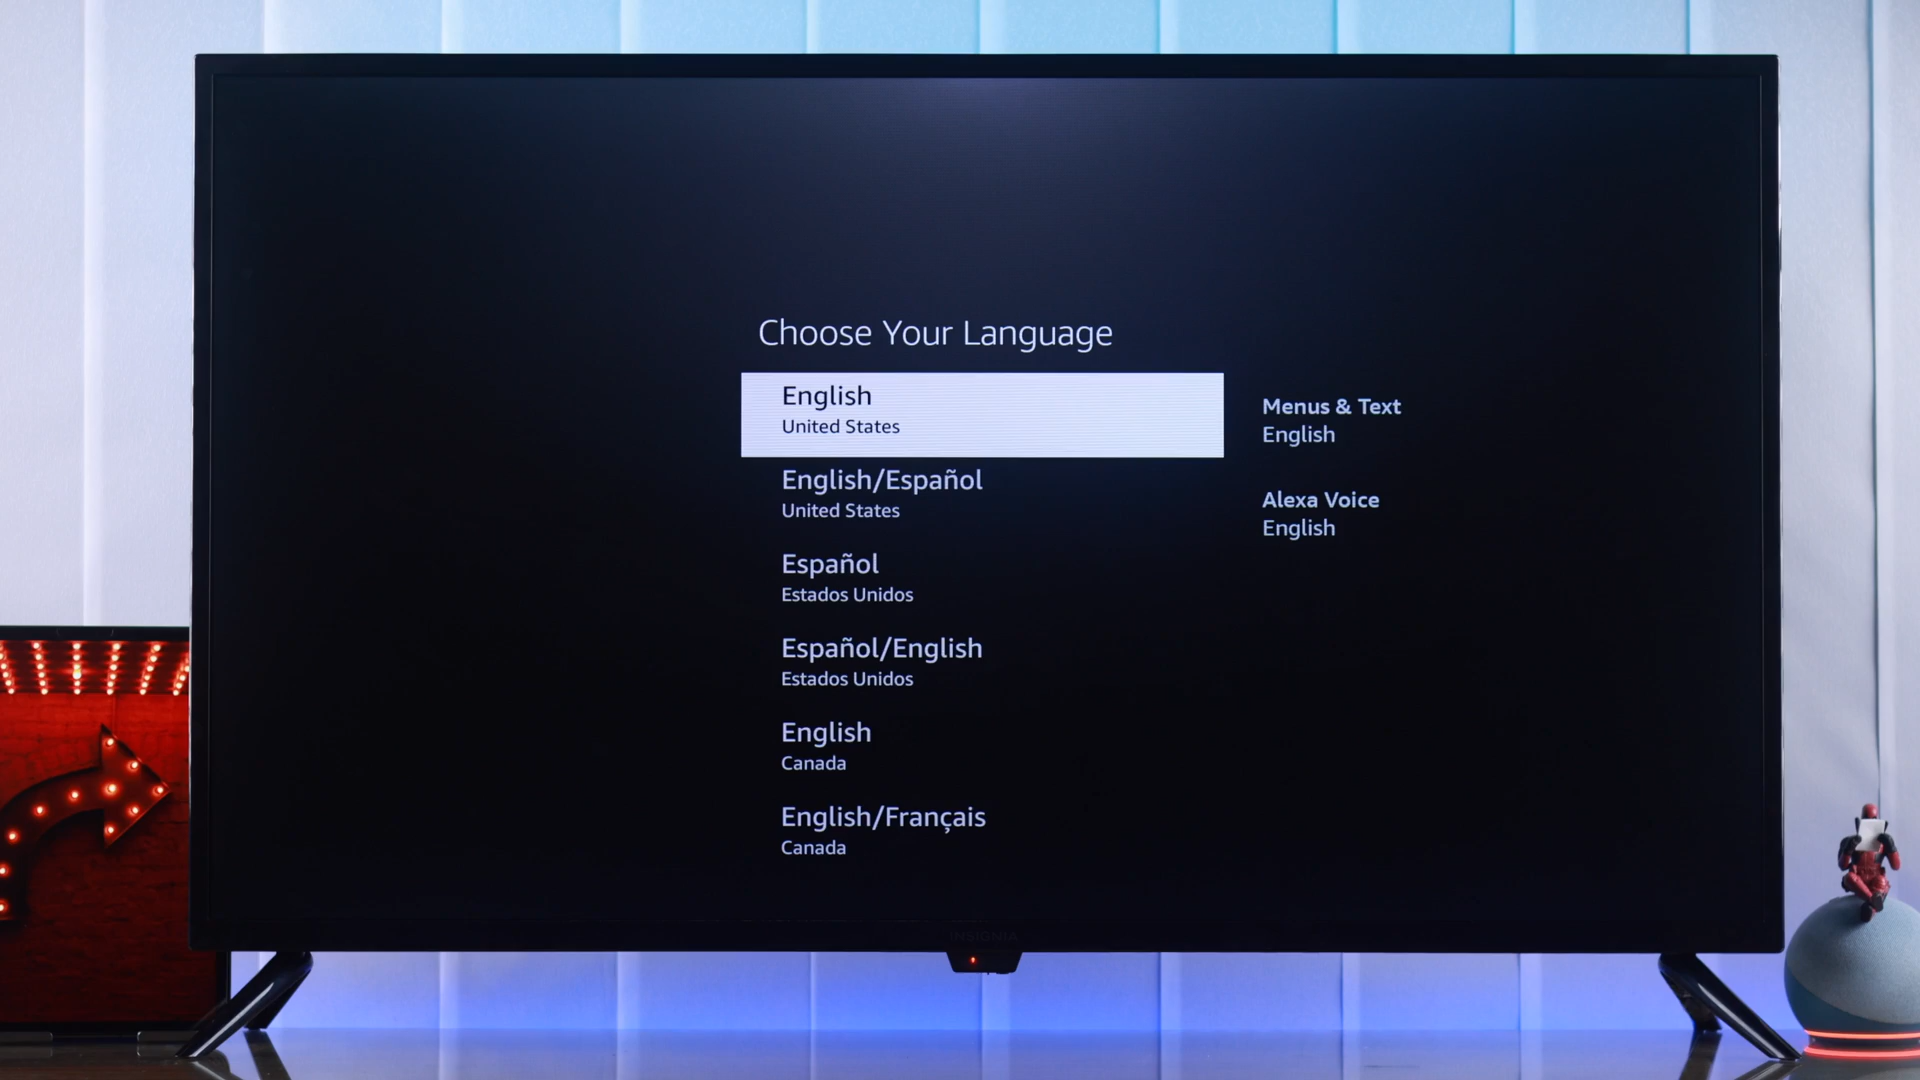 Choose Your Language
English
United States
English/Español
United States
Español
Estados Unidos
Español/English
Estados Unidos
English
Canada
English/Français
Canada
Menus & Text
English
Alexa Voice
English
INSIGNIA